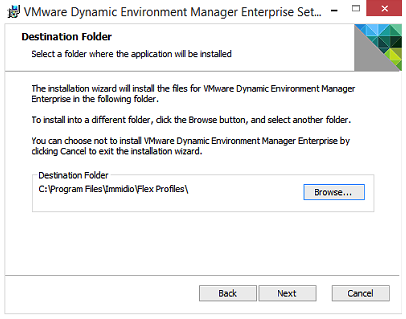 VMware Dynamic Environment Manager Enterprise Set...
Destination Folder
Select a folder where the application will be installed
The installation wizard will install the files for VMware Dynamic Environment Manager
Enterprise in the following folder.
To install into a different folder, click the Browse button, and select another folder.
You can choose not to install VMware Dynamic Environment Manager Enterprise by
clicking Cancel to exit the installation wizard.
Destination Folder
C:\Program Files\Immidio\Flex Profiles\
Browse...
Back
Next
Cancel